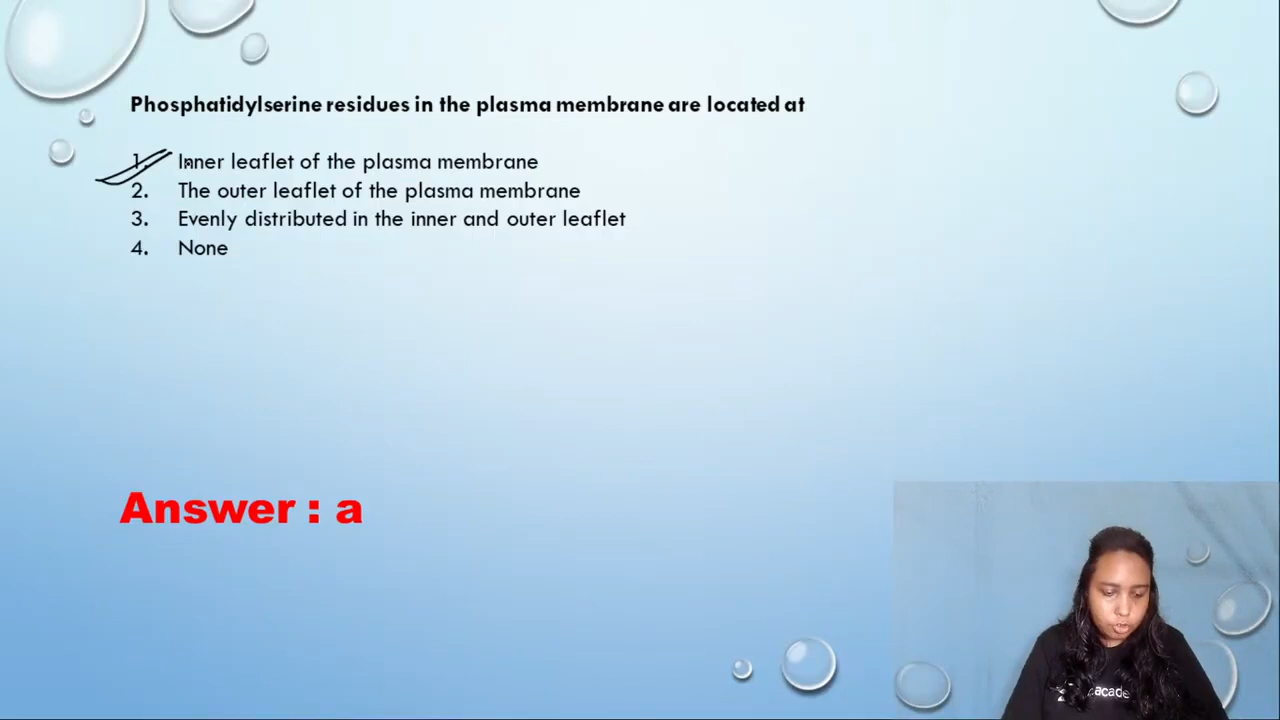 Phosphatidylserine residues in the plasma membrane are located at
1. Inner leaflet of the plasma membrane
2. The outer leaflet of the plasma membrane
3. Evenly distributed in the inner and outer leaflet
4. None
Answer : a